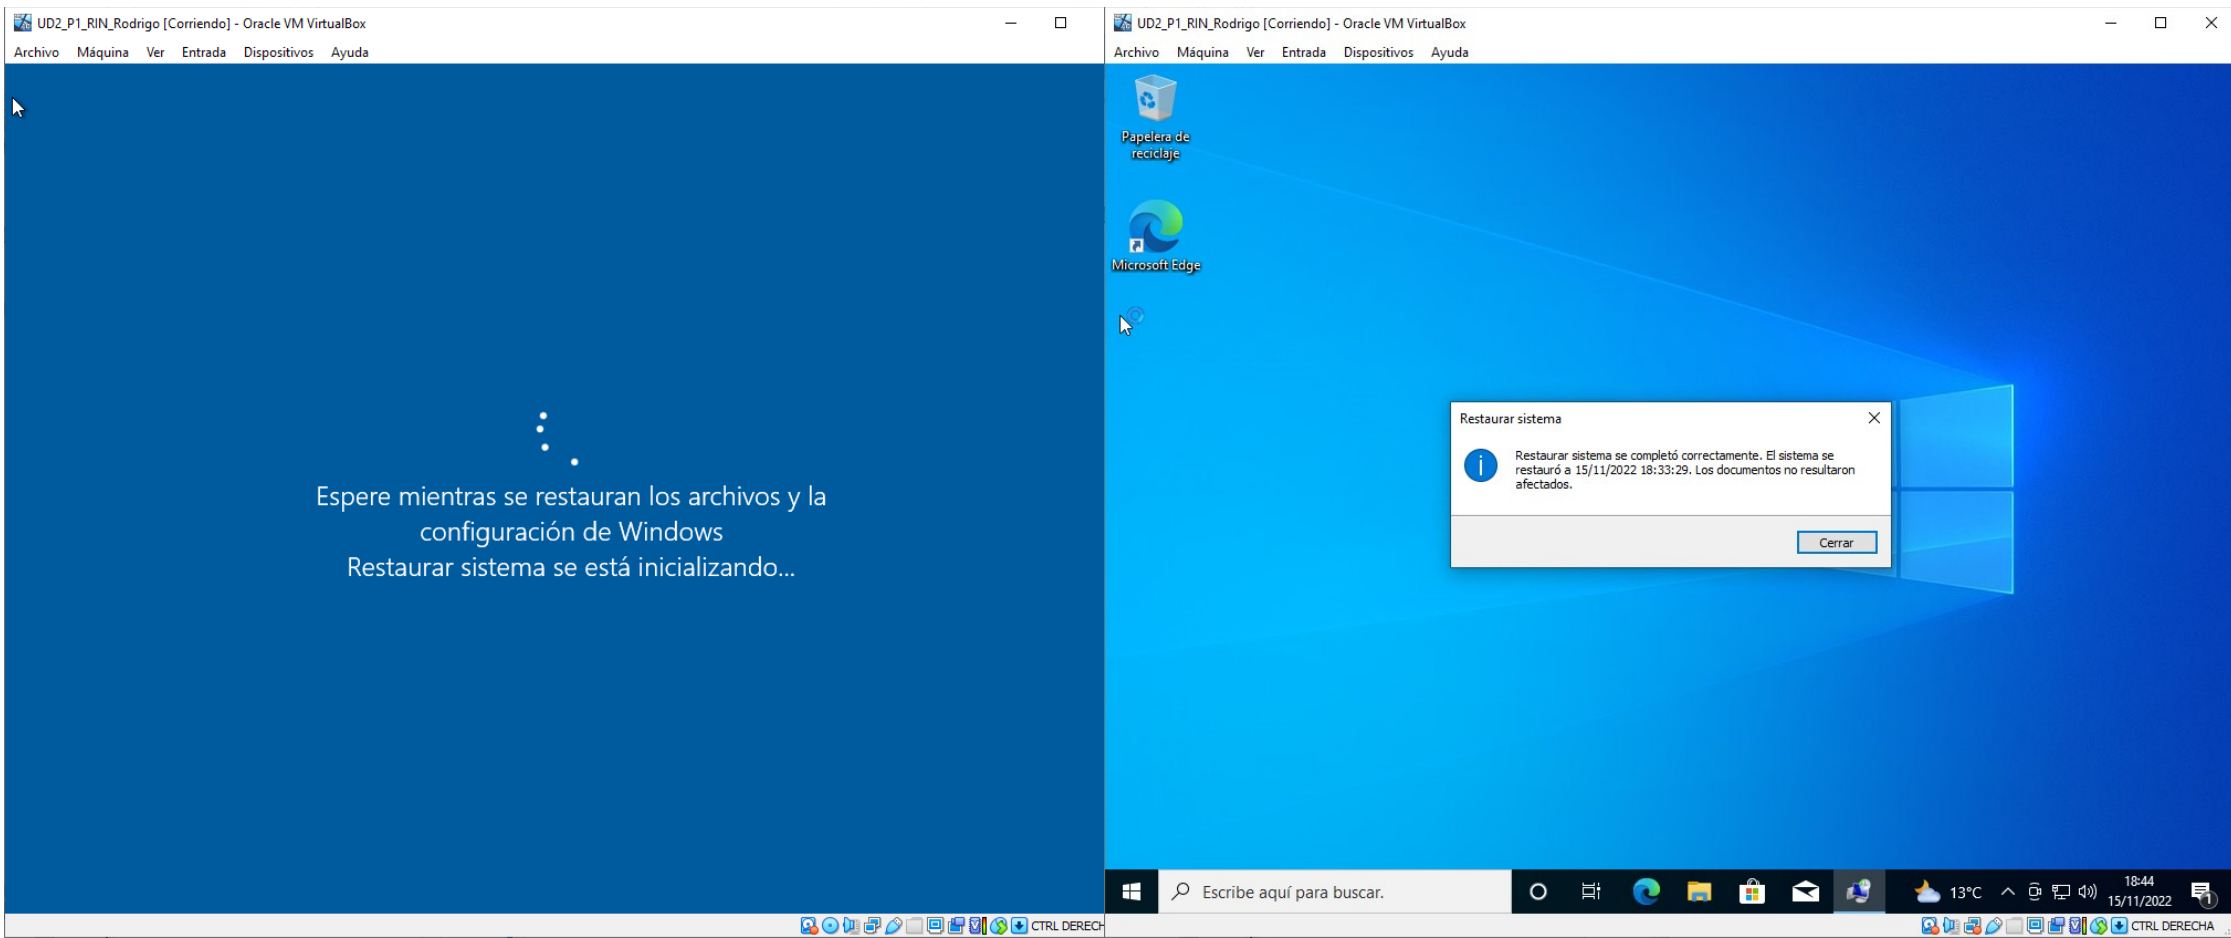 UD2_P1_RIN_Rodrigo [Corriendo] - Oracle VM VirtualBox
Archivo Máquina Ver Entrada Dispositivos Ayuda
Espere mientras se restauran los archivos y la
configuración de Windows
Restaurar sistema se está inicializando...
CTRL DERECH
UD2_P1_RIN_Rodrigo [Corriendo] - Oracle VM VirtualBox
Archivo Máquina Ver Entrada Dispositivos Ayuda
Papelera de
reciclaje
Microsoft Edge
Restaurar sistema
Restaurar sistema se completó correctamente. El sistema se
restauró a 15/11/2022 18:33:29. Los documentos no resultaron
afectados.
Cerrar
Escribe aquí para buscar.
13°C
18:44
15/11/2022
1
CTRL DERECHA